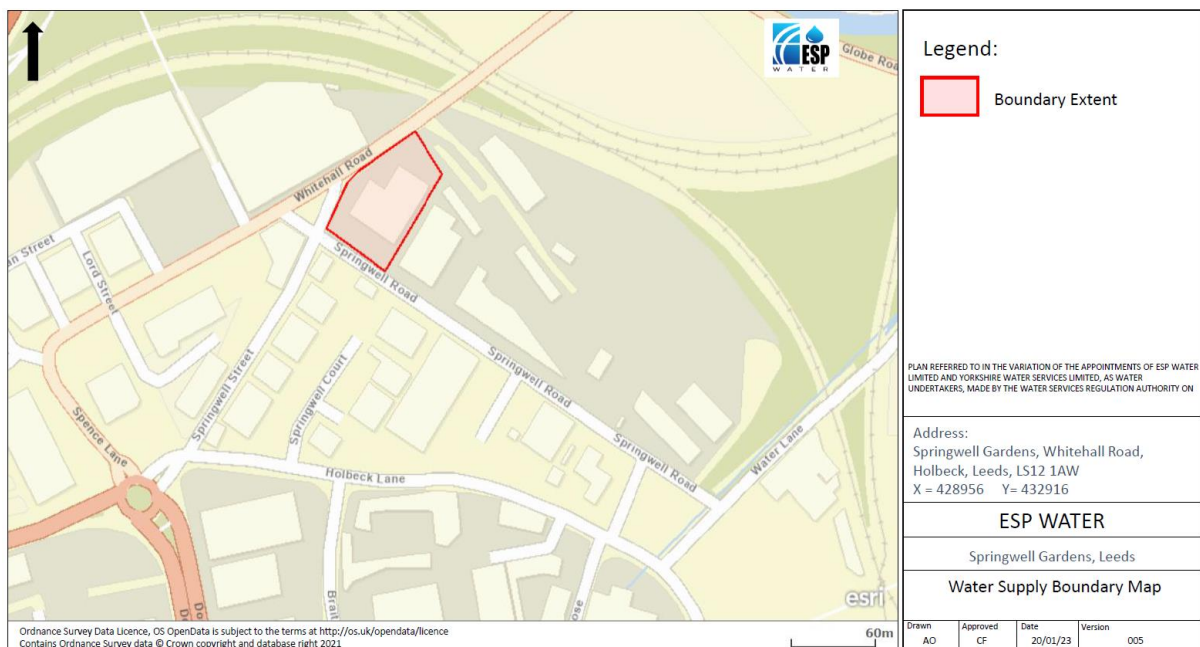 ESP
WATER
Globe Roa
Whitehall Road
an Street
Lord Street
Springwell Road
Springwell Street
Springwell Court
Springwell Road
Springwell Road
Water Lane
Spence Lane
Holbeck Lane
Brait
ose
Do
esri
60m
Ordnance Survey Data Licence, OS OpenData is subject to the terms at http://os.uk/opendata/licence
Contains Ordnance Survey data © Crown copyright and database right 2021
Legend:
Boundary Extent
PLAN REFERRED TO IN THE VARIATION OF THE APPOINTMENTS OF ESP WATER
LIMITED AND YORKSHIRE WATER SERVICES LIMITED, AS WATER
UNDERTAKERS, MADE BY THE WATER SERVICES REGULATION AUTHORITY ON
Address:
Springwell Gardens, Whitehall Road,
Holbeck, Leeds, LS12 1AW
X = 428956 Y= 432916
ESP WATER
Springwell Gardens, Leeds
Water Supply Boundary Map
Drawn Approved Date Version
AO CF 20/01/23 005